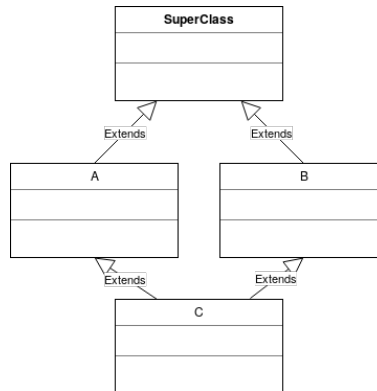 SuperClass
Extends
Extends
A
B
Extends
Extends
C